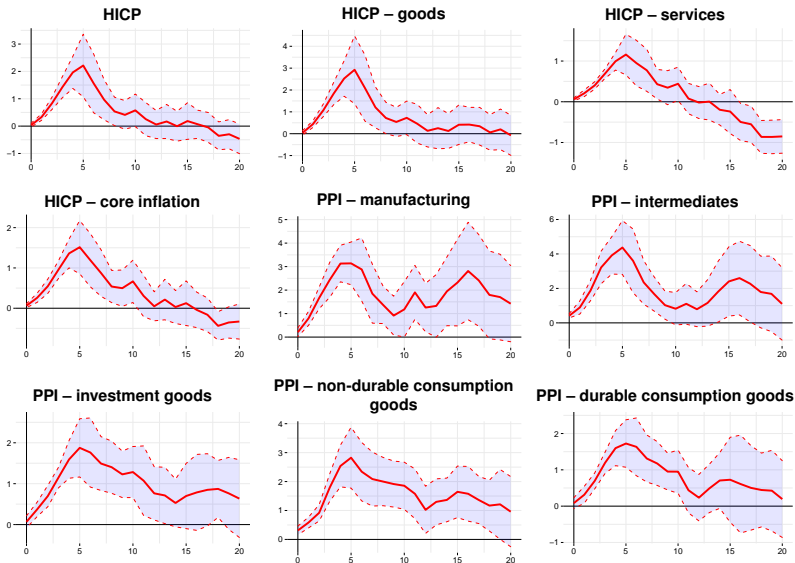 HICP
HICP – goods
HICP – services
3
2
1
0
−1
0 5 10 15 20
4
3
2
1
0
−1
0 5 10 15 20
1
0
−1
0 5 10 15 20
HICP – core inflation
PPI – manufacturing
PPI – intermediates
2
1
0
0 5 10 15 20
5
4
3
2
1
0
0 5 10 15 20
6
4
2
0
0 5 10 15 20
PPI – investment goods
PPI – non-durable consumption
goods
PPI – durable consumption goods
2
1
0
0 5 10 15 20
4
3
2
1
0
0 5 10 15 20
2
1
0
−1
0 5 10 15 20